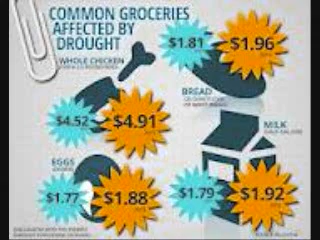 COMMON GROCERIES
AFFECTED BY
DROUGHT
$1.81
$1.96
WHOLE CHICKEN
BREAD
$4.52
$4.91
MILK
EGGS
$1.77
$1.88
$1.79
$1.92